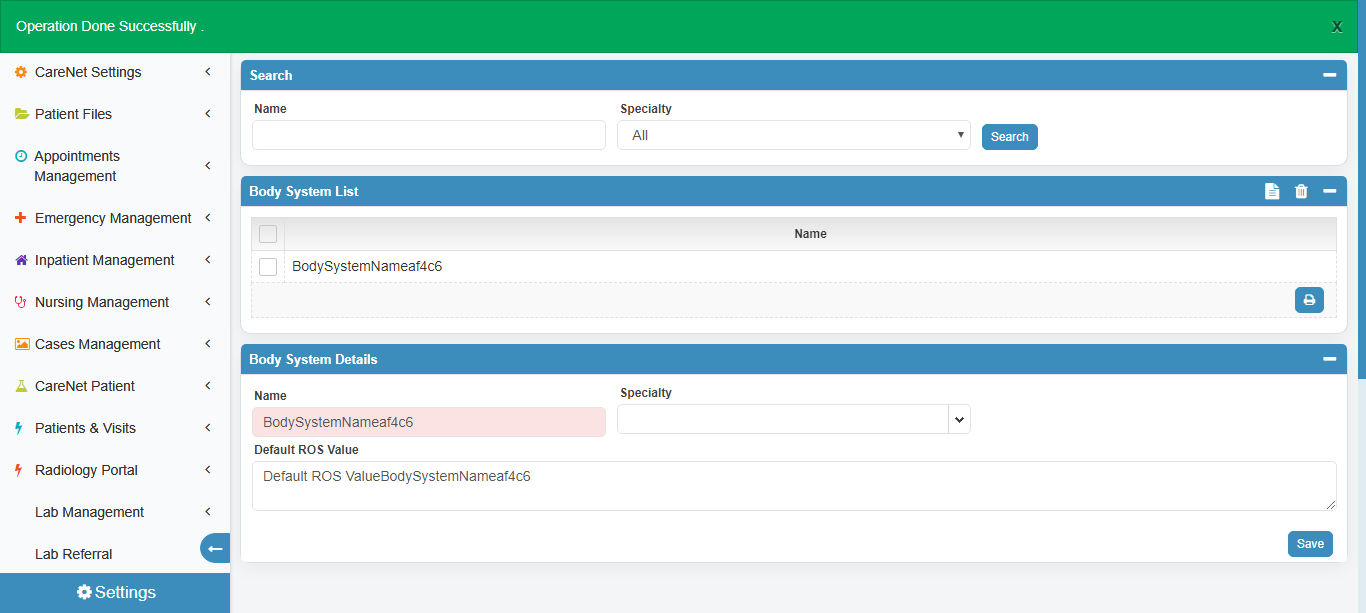 Operation Done Successfully .
X
CareNet Settings
Patient Files
Appointments
Management
Emergency Management
Inpatient Management
Nursing Management
Cases Management
CareNet Patient
Patients & Visits
Radiology Portal
Lab Management
Lab Referral
Settings
Search
Name
Specialty
All
Search
Body System List
Name
BodySystemNameaf4c6
Body System Details
Name
Specialty
BodySystemNameaf4c6
Default ROS Value
Default ROS ValueBodySystemNameaf4c6
Save